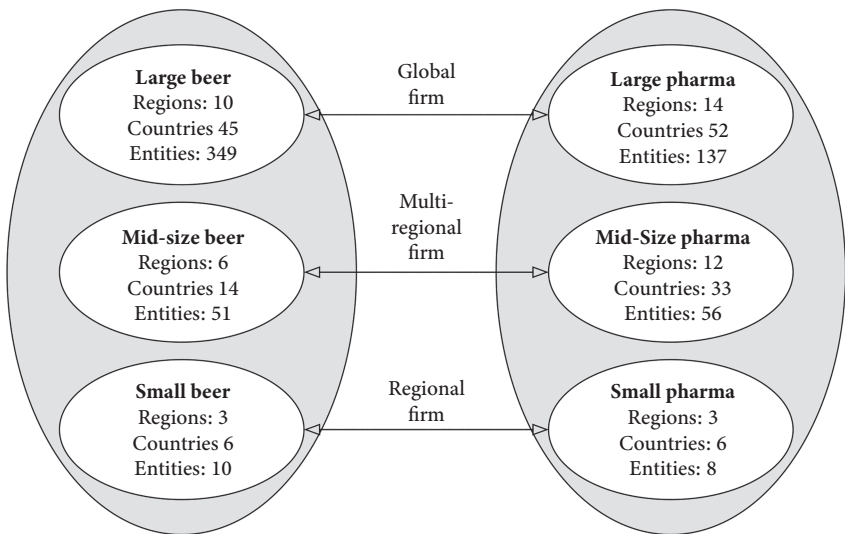 Large beer
Regions: 10
Countries 45
Entities: 349
Global
firm
Large pharma
Regions: 14
Countries 52
Entities: 137
Mid-size beer
Regions: 6
Countries 14
Entities: 51
Multi-
regional
firm
Mid-Size pharma
Regions: 12
Countries: 33
Entities: 56
Small beer
Regions: 3
Countries 6
Entities: 10
Regional
firm
Small pharma
Regions: 3
Countries: 6
Entities: 8